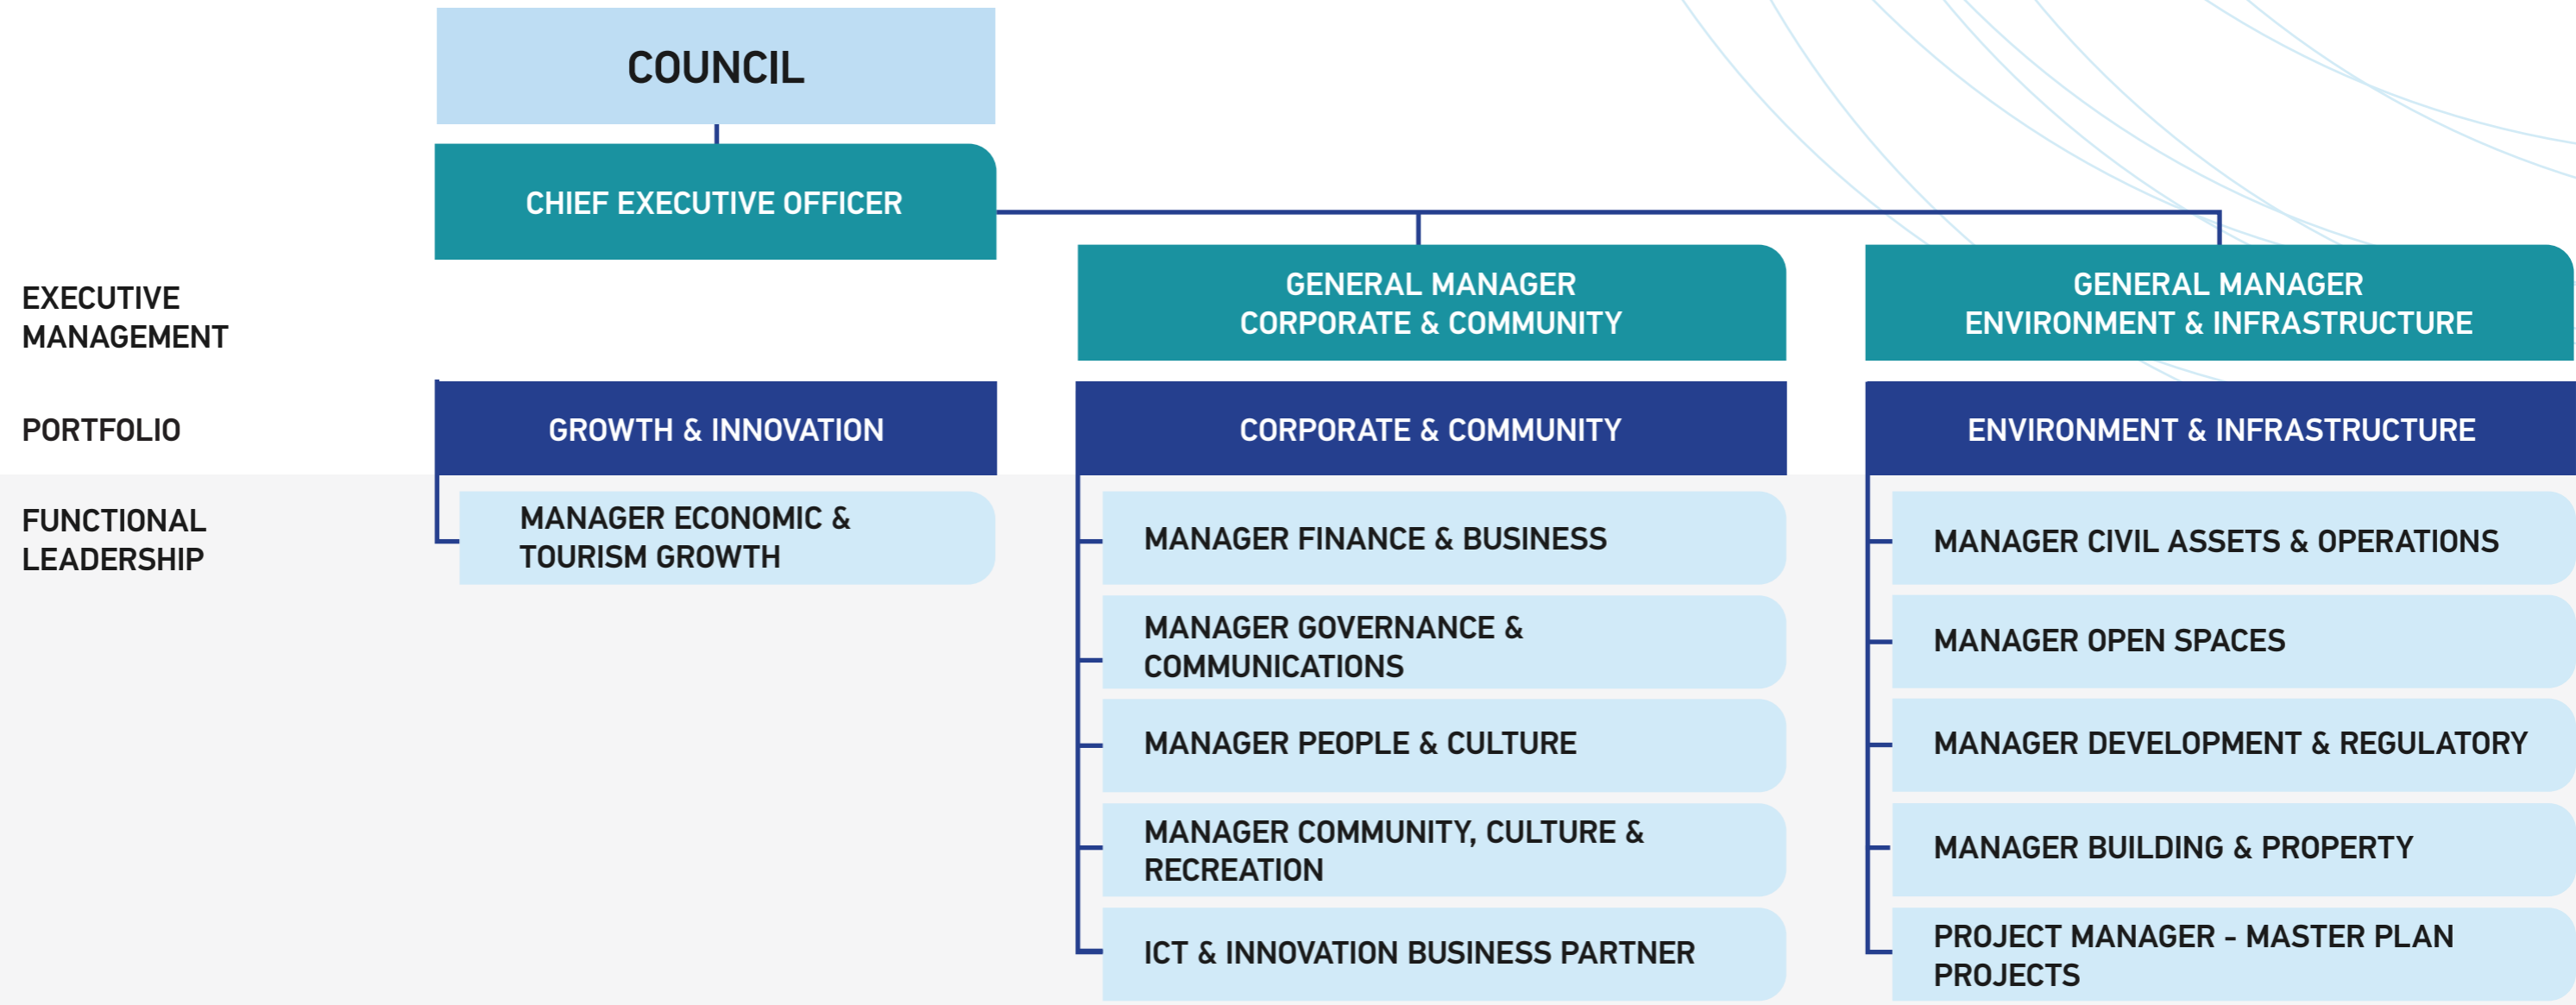 COUNCIL
CHIEF EXECUTIVE OFFICER
EXECUTIVE
MANAGEMENT
GENERAL MANAGER
CORPORATE & COMMUNITY
GENERAL MANAGER
ENVIRONMENT & INFRASTRUCTURE
PORTFOLIO
GROWTH & INNOVATION
CORPORATE & COMMUNITY
ENVIRONMENT & INFRASTRUCTURE
FUNCTIONAL
LEADERSHIP
MANAGER ECONOMIC &
TOURISM GROWTH
MANAGER FINANCE & BUSINESS
MANAGER GOVERNANCE &
COMMUNICATIONS
MANAGER PEOPLE & CULTURE
MANAGER COMMUNITY, CULTURE &
RECREATION
ICT & INNOVATION BUSINESS PARTNER
MANAGER CIVIL ASSETS & OPERATIONS
MANAGER OPEN SPACES
MANAGER DEVELOPMENT & REGULATORY
MANAGER BUILDING & PROPERTY
PROJECT MANAGER - MASTER PLAN
PROJECTS